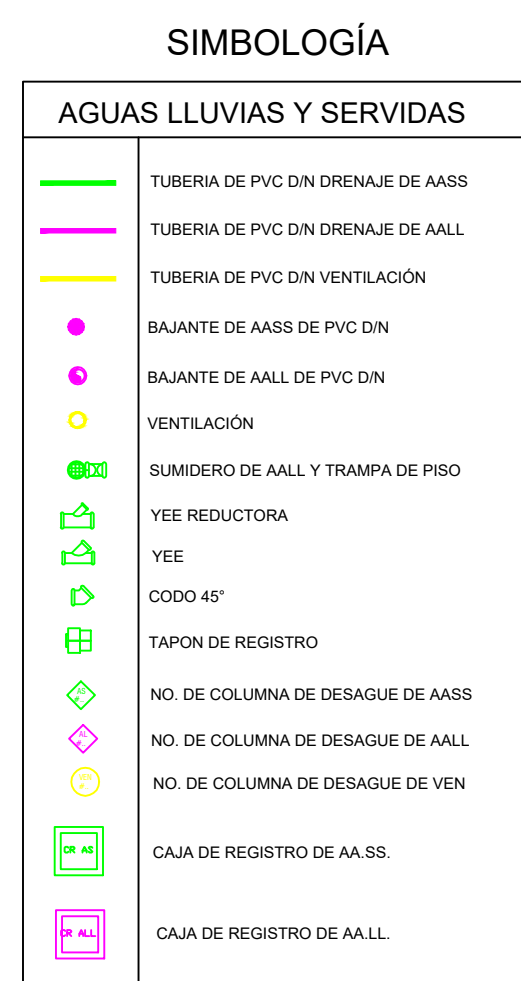 SIMBOLOGÍA
AGUAS LLUVIAS Y SERVIDAS
TUBERIA DE PVC D/N DRENAJE DE AASS
TUBERIA DE PVC D/N DRENAJE DE AALL
TUBERIA DE PVC D/N VENTILACIÓN
BAJANTE DE AASS DE PVC D/N
BAJANTE DE AALL DE PVC D/N
VENTILACIÓN
SUMIDERO DE AALL Y TRAMPA DE PISO
YEE REDUCTORA
YEE
CODO 45°
TAPON DE REGISTRO
AS
NO. DE COLUMNA DE DESAGUE DE AASS
AL
NO. DE COLUMNA DE DESAGUE DE AALL
VEN
NO. DE COLUMNA DE DESAGUE DE VEN
CR AS
CAJA DE REGISTRO DE AA.SS.
CR ALL
CAJA DE REGISTRO DE AA.LL.